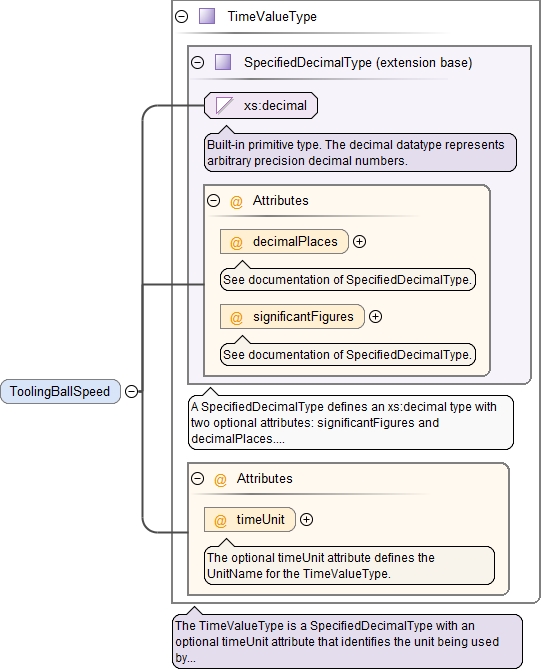 TimeValueType
SpecifiedDecimalType (extension base)
xs:decimal
Built-in primitive type. The decimal datatype represents
arbitrary precision decimal numbers.
@ Attributes
@ decimalPlaces
See documentation of SpecifiedDecimalType.
@ significantFigures
See documentation of SpecifiedDecimalType.
ToolingBallSpeed
A SpecifiedDecimalType defines an xs:decimal type with
two optional attributes: significantFigures and
decimalPlaces....
@ Attributes
@ timeUnit
The optional timeUnit attribute defines the
UnitName for the TimeValueType.
The TimeValueType is a SpecifiedDecimalType with an
optional timeUnit attribute that identifies the unit being used
by...